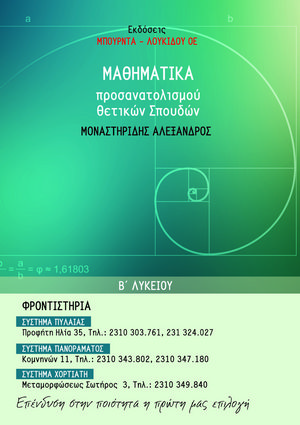 Εκδόσεις
ΜΠΟΥΡΝΤΑ - ΛΟΥΚΙΔΟΥ ΟΕ
ΜΑΘΗΜΑΤΙΚΑ
προσανατολισμού
θετικών Σπουδών
ΜΟΝΑΣΤΗΡΙΔΗΣ ΑΛΕΞΑΝΔΡΟΣ
a
b
b = a/b = φ ≈ 1,61803
Β΄ ΛΥΚΕΙΟΥ
ΦΡΟΝΤΙΣΤΗΡΙΑ
ΣΥΣΤΗΜΑ ΠΥΛΑΙΑΣ
Προφήτη Ηλία 35, Τηλ.: 2310 303.761, 231 324.027
ΣΥΣΤΗΜΑ ΠΑΝΟΡΑΜΑΤΟΣ
Κομνηνών 11, Τηλ.: 2310 343.802, 2310 347.180
ΣΥΣΤΗΜΑ ΧΟΡΤΙΑΤΗ
Μεταμορφώσεως Σωτήρος 3, Τηλ.: 2310 349.840
Επένδυση στην ποιότητα η πρώτη μας επιλογή